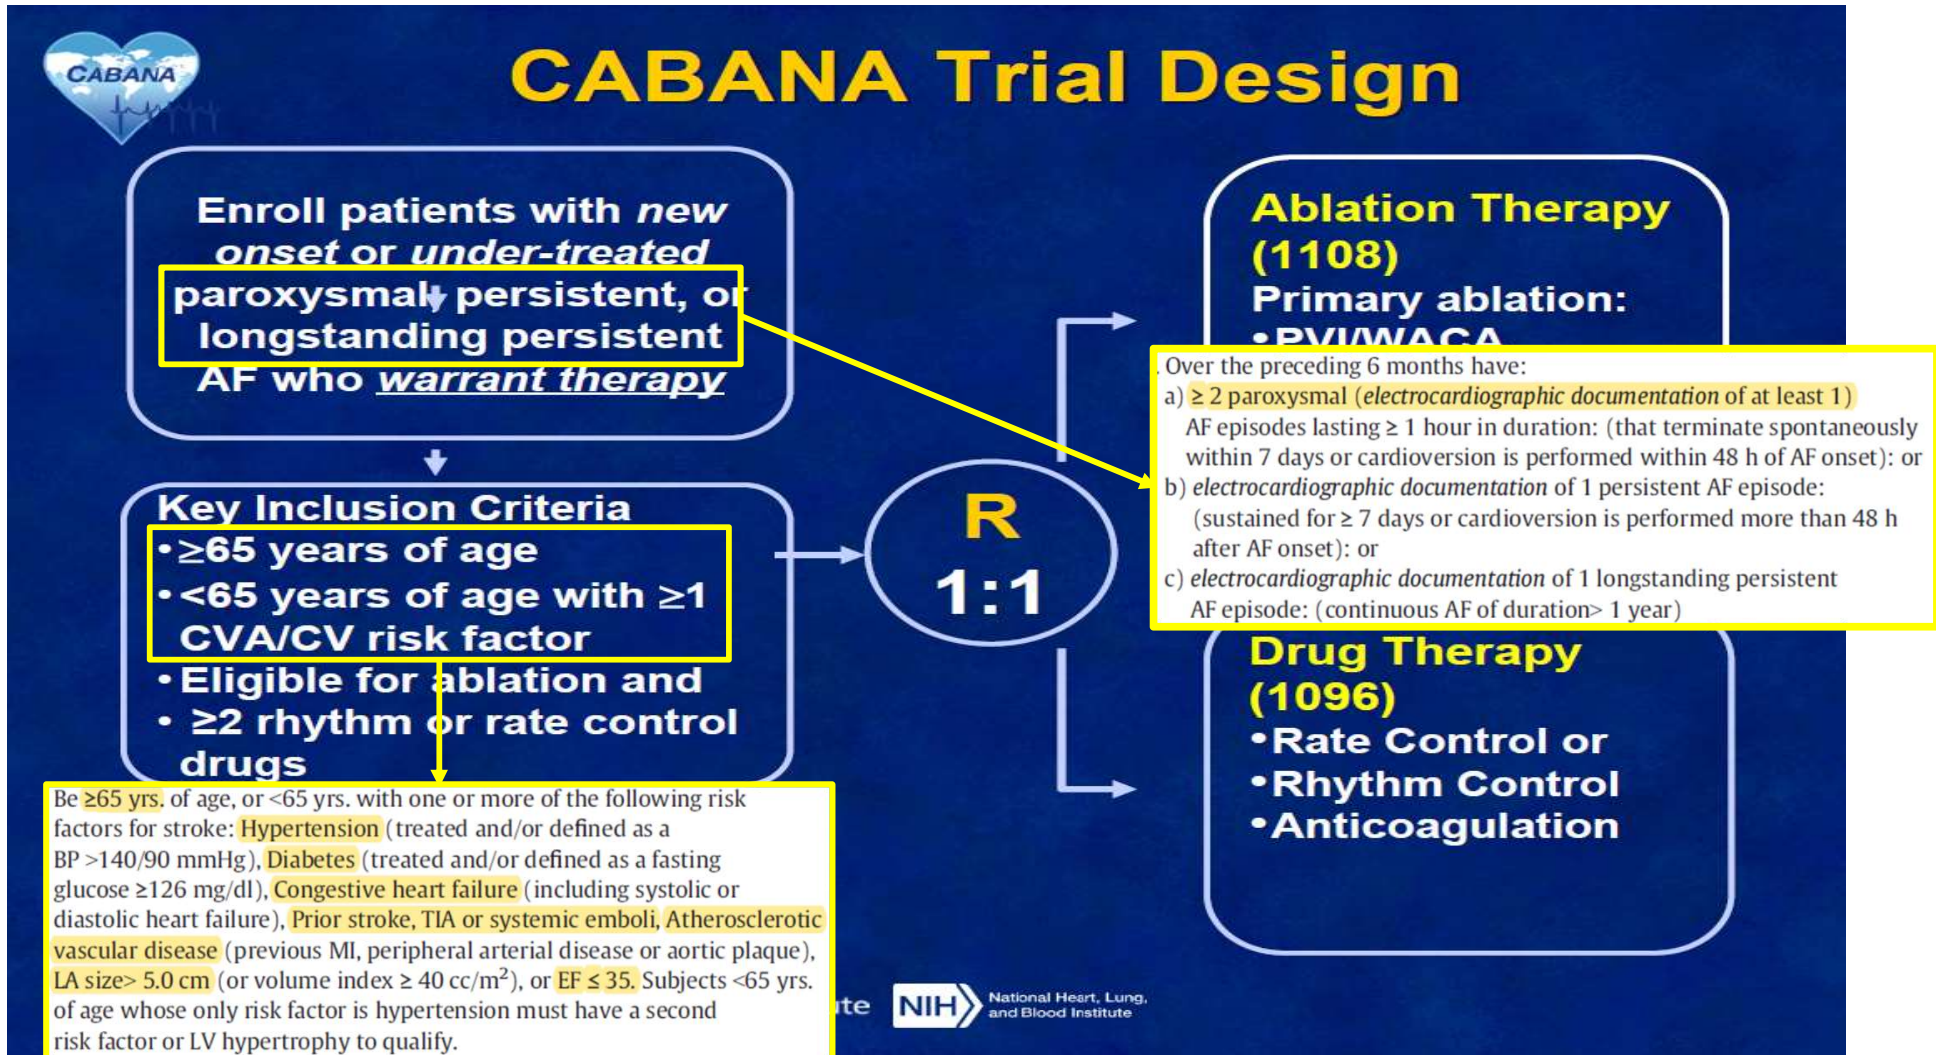 CABANA
CABANA Trial Design
Enroll patients with new
onset or under-treated
paroxysmal, persistent, or
longstanding persistent
AF who warrant therapy
Key Inclusion Criteria
•≥65 years of age
•<65 years of age with ≥1
CVA/CV risk factor
•Eligible for ablation and
• ≥2 rhythm or rate control
drugs
Be ≥65 yrs. of age, or <65 yrs. with one or more of the following risk
factors for stroke: Hypertension (treated and/or defined as a
BP >140/90 mmHg), Diabetes (treated and/or defined as a fasting
glucose ≥126 mg/dl), Congestive heart failure (including systolic or
diastolic heart failure), Prior stroke, TIA or systemic emboli, Atherosclerotic
vascular disease (previous MI, peripheral arterial disease or aortic plaque),
LA size> 5.0 cm (or volume index ≥ 40 cc/m²), or EF ≤ 35. Subjects <65 yrs.
of age whose only risk factor is hypertension must have a second
risk factor or LV hypertrophy to qualify.
R
1:1
Ablation Therapy
(1108)
Primary ablation:
•PVI/WACA
. Over the preceding 6 months have:
a) ≥ 2 paroxysmal (electrocardiographic documentation of at least 1)
AF episodes lasting ≥ 1 hour in duration: (that terminate spontaneously
within 7 days or cardioversion is performed within 48 h of AF onset): or
b) electrocardiographic documentation of 1 persistent AF episode:
(sustained for ≥ 7 days or cardioversion is performed more than 48 h
after AF onset): or
c) electrocardiographic documentation of 1 longstanding persistent
AF episode: (continuous AF of duration> 1 year)
Drug Therapy
(1096)
•Rate Control or
•Rhythm Control
•Anticoagulation
ute
NIH
National Heart, Lung,
and Blood Institute